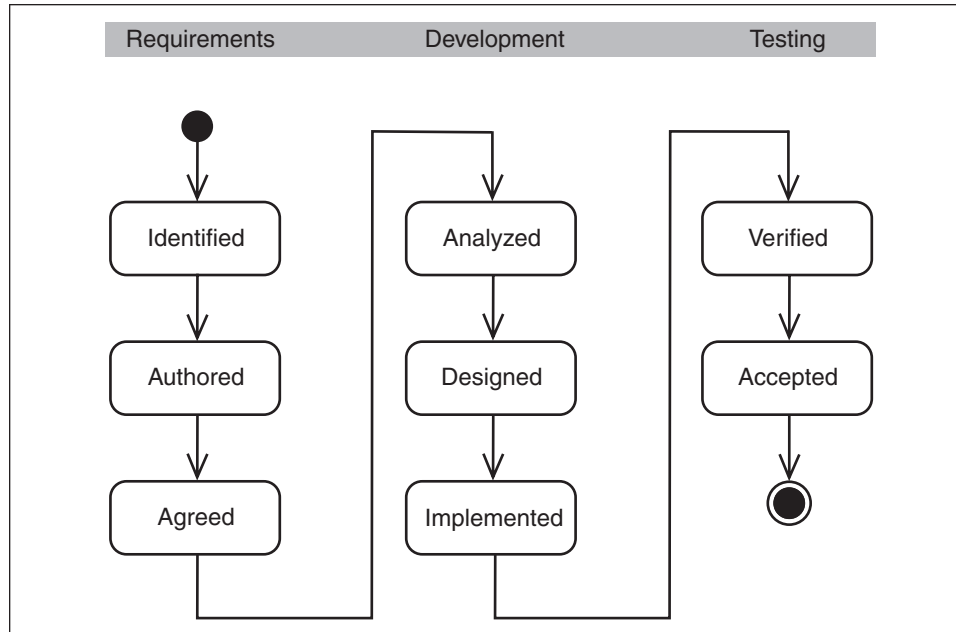 Requirements
Development
Testing
Identified
Analyzed
Verified
Authored
Designed
Accepted
Agreed
Implemented